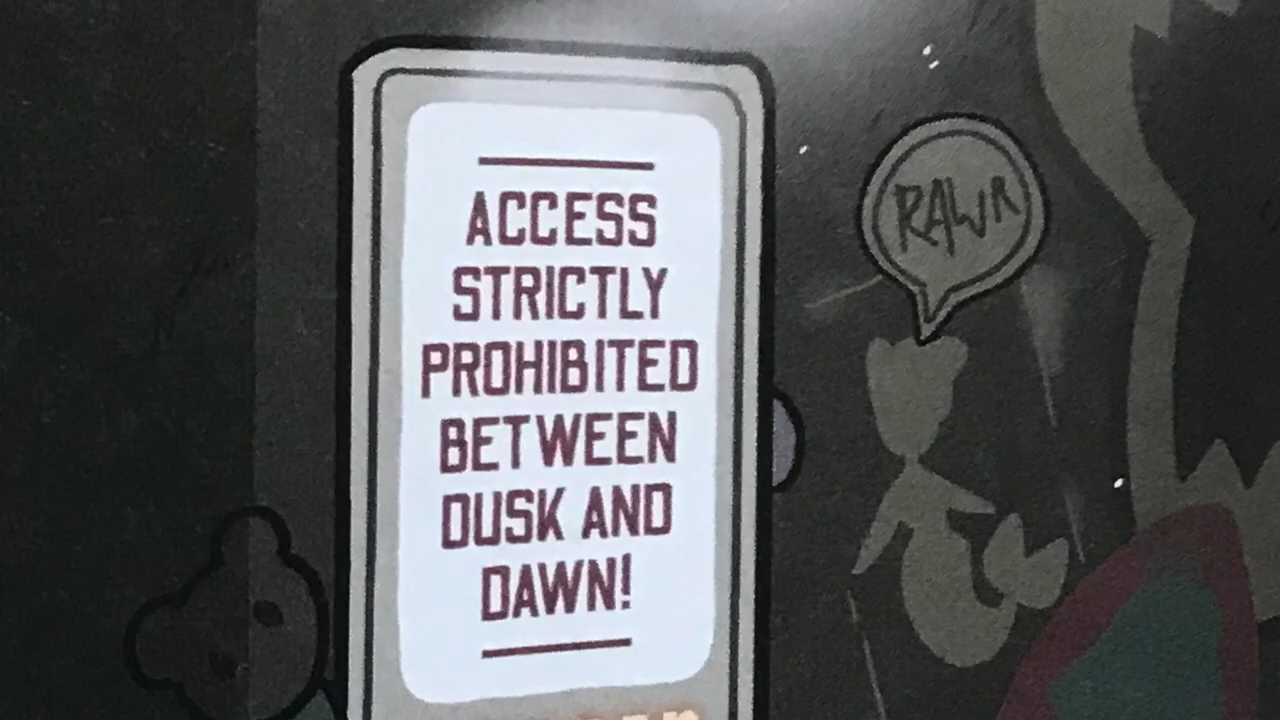 ACCESS
STRICTLY
PROHIBITED
BETWEEN
DUSK AND
DAWN!
RAWR